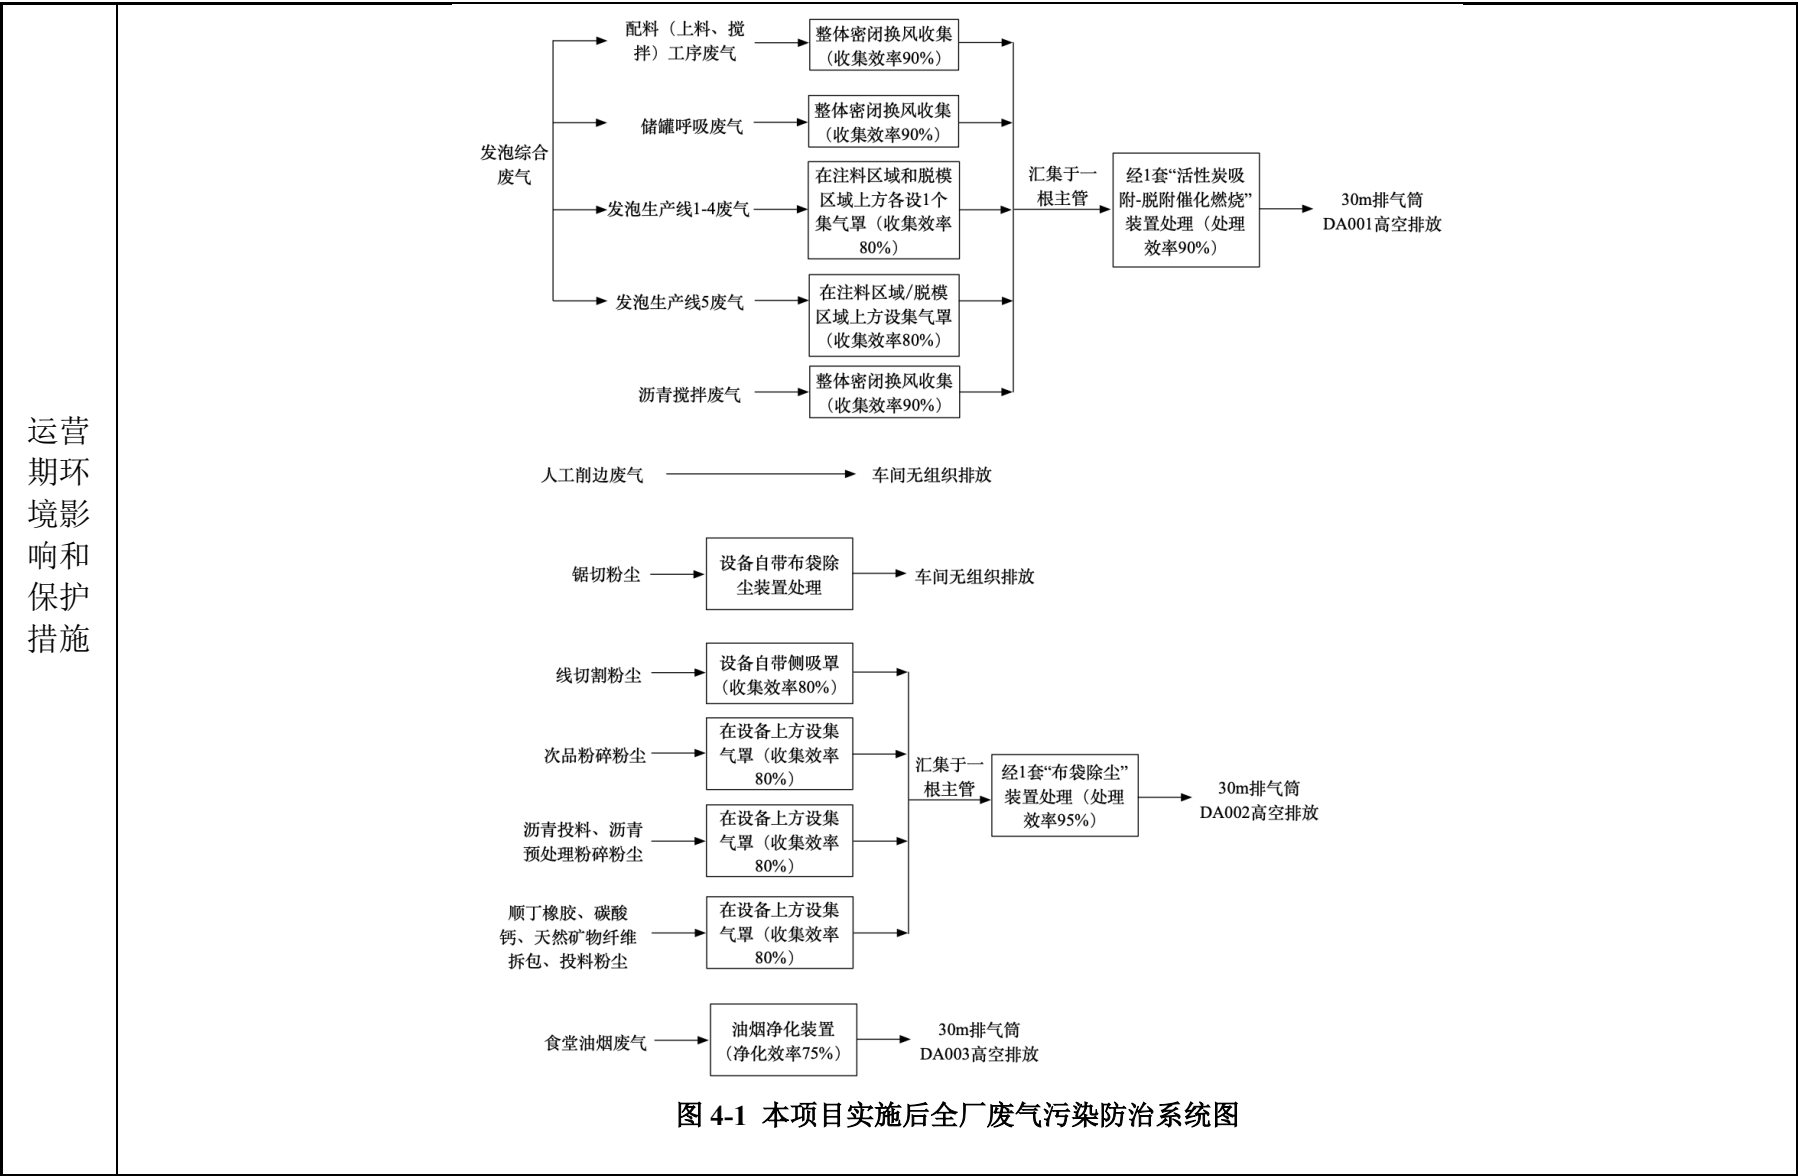 运营
期环
境影
响和
保护
措施
发泡综合
废气
配料（上料、搅
拌）工序废气
整体密闭换风收集
（收集效率90%）
储罐呼吸废气
整体密闭换风收集
（收集效率90%）
发泡生产线1-4废气
在注料区域和脱模
区域上方各设1个
集气罩（收集效率
80%）
发泡生产线5废气
在注料区域/脱模
区域上方设集气罩
（收集效率80%）
沥青搅拌废气
整体密闭换风收集
（收集效率90%）
汇集于一
根主管
经1套“活性炭吸
附-脱附催化燃烧”
装置处理（处理
效率90%）
30m排气筒
DA001高空排放
人工削边废气
车间无组织排放
锯切粉尘
设备自带布袋除
尘装置处理
车间无组织排放
线切割粉尘
设备自带侧吸罩
（收集效率80%）
次品粉碎粉尘
在设备上方设集
气罩（收集效率
80%）
沥青投料、沥青
预处理粉碎粉尘
在设备上方设集
气罩（收集效率
80%）
顺丁橡胶、碳酸
钙、天然矿物纤维
拆包、投料粉尘
在设备上方设集
气罩（收集效率
80%）
汇集于一
根主管
经1套“布袋除尘”
装置处理（处理
效率95%）
30m排气筒
DA002高空排放
食堂油烟废气
油烟净化装置
（净化效率75%）
30m排气筒
DA003高空排放
图 4-1 本项目实施后全厂废气污染防治系统图